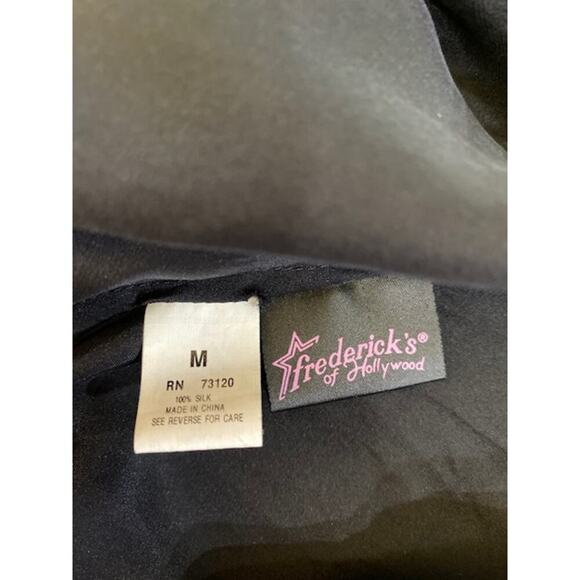 M
RN 73120
100% SILK
MADE IN CHINA
SEE REVERSE FOR CARE
frederick's®
of Hollywood